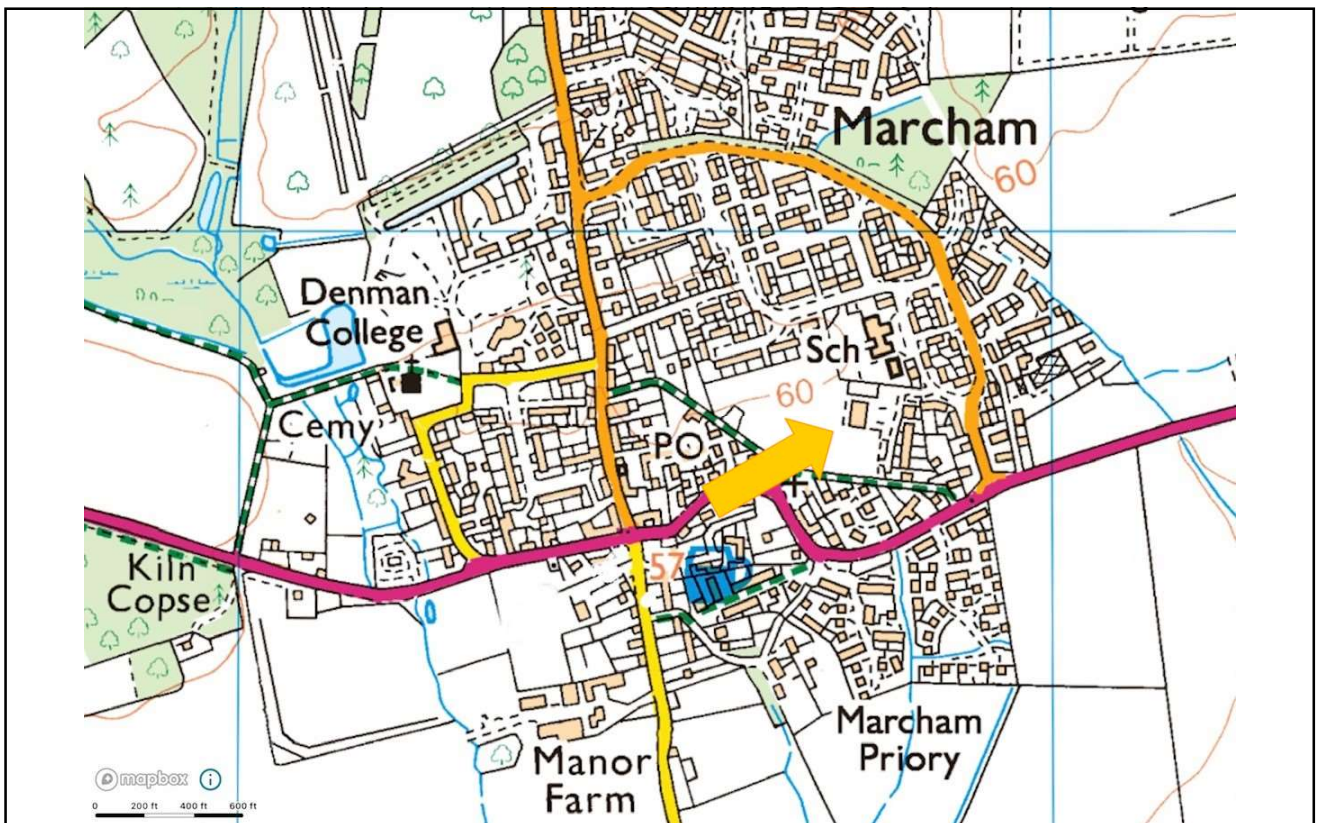 Marcham
60
Denman
College
Sch
60
Cemy
PO
57
Kiln
Copse
Marcham
Priory
Manor
Farm
mapbox
i
0 200 ft 400 ft 600 ft